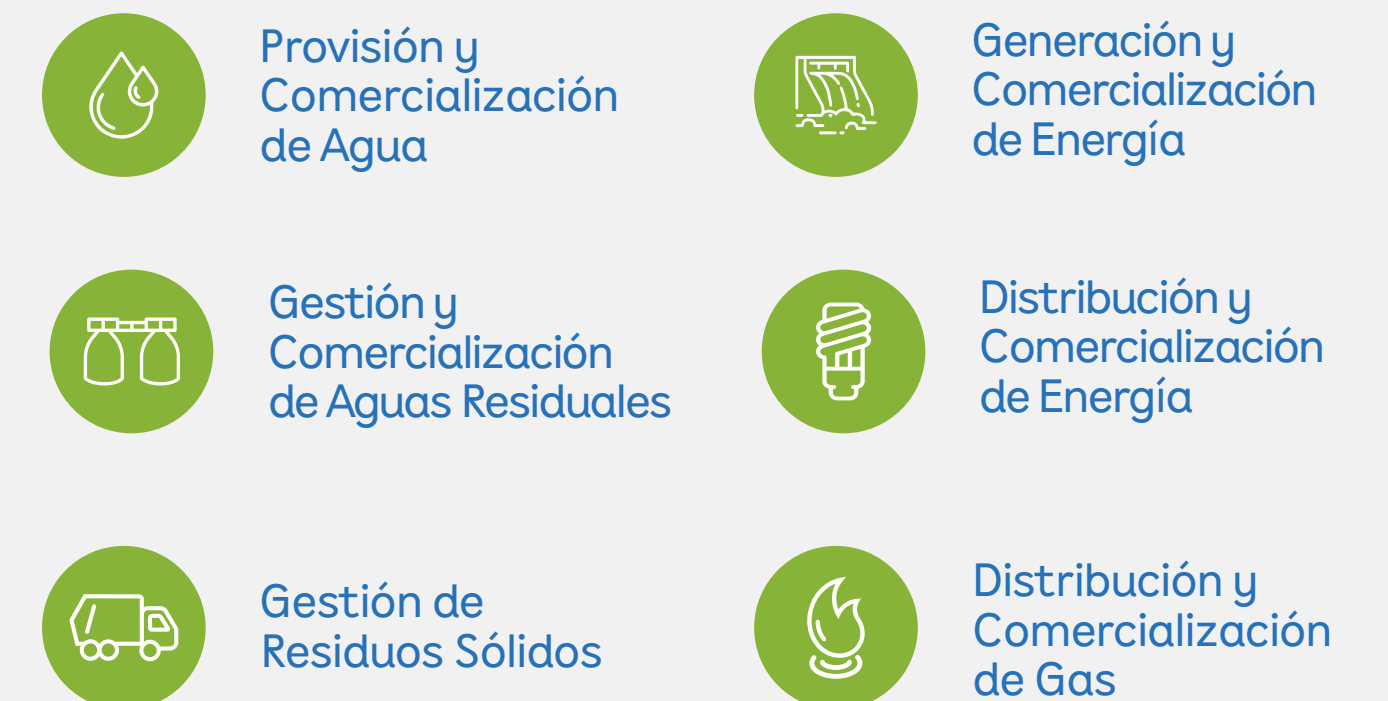 Provisión y
Comercialización
de Agua
Generación y
Comercialización
de Energía
Gestión y
Comercialización
de Aguas Residuales
Distribución y
Comercialización
de Energía
Gestión de
Residuos Sólidos
Distribución y
Comercialización
de Gas